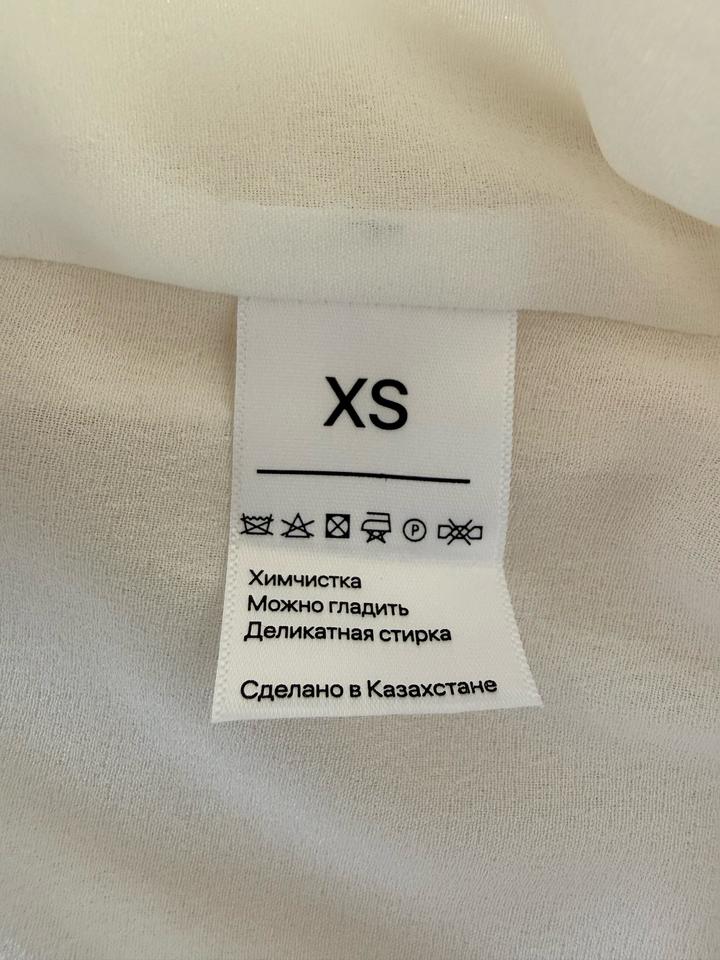 XS
P
Химчистка
Можно гладить
Деликатная стирка
Сделано в Казахстане